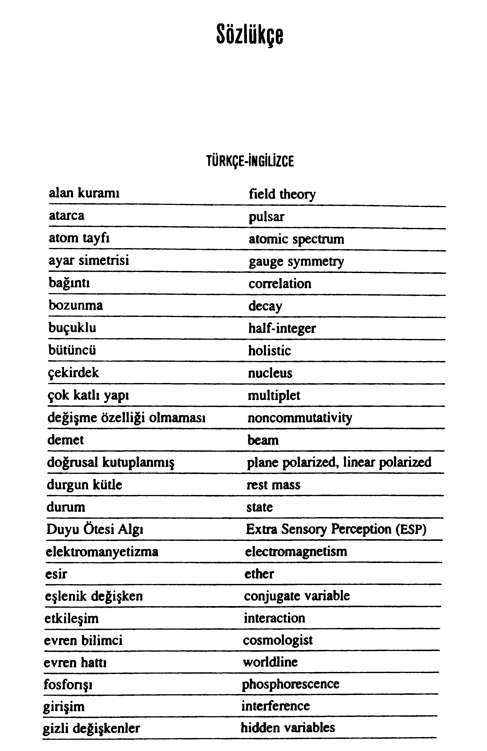 Sözlükçe
TÜRKÇE-İNGİLİZCE
alan kuramı field theory
atarca pulsar
atom tayfı atomic spectrum
ayar simetrisi gauge symmetry
bağıntı correlation
bozunma decay
buçuklu half-integer
bütüncü holistic
çekirdek nucleus
çok katlı yapı multiplet
değişme özelliği olmaması noncommutativity
demet beam
doğrusal kutuplanmış plane polarized, linear polarized
durgun kütle rest mass
durum state
Duyu Ötesi Algı Extra Sensory Perception (ESP)
elektromanyetizma electromagnetism
esir ether
eşlenik değişken conjugate variable
etkileşim interaction
evren bilimci cosmologist
evren hattı worldline
fosforışı phosphorescence
girişim interference
gizli değişkenler hidden variables